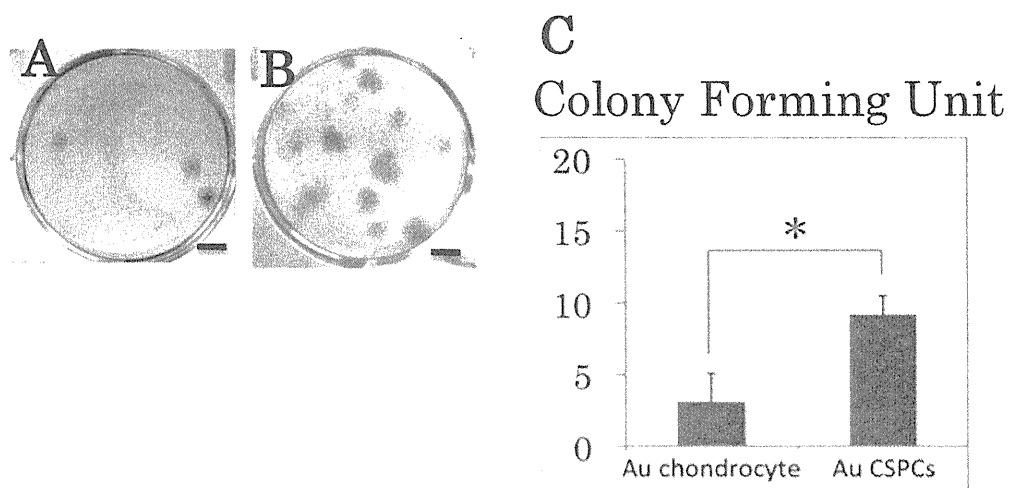 A
B
C
Colony Forming Unit
20
15
*
10
5
0
Au chondrocyte
Au CSPCs